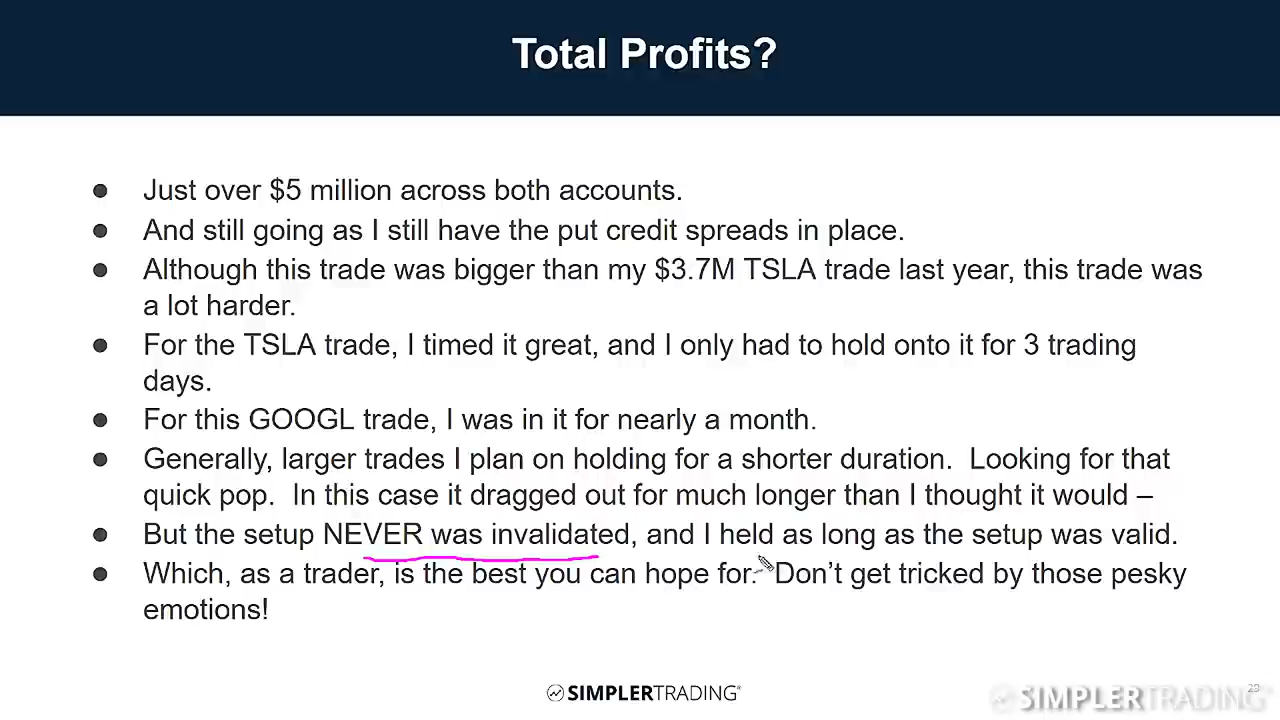 Total Profits?
● Just over $5 million across both accounts.
● And still going as I still have the put credit spreads in place.
● Although this trade was bigger than my $3.7M TSLA trade last year, this trade was
a lot harder.
● For the TSLA trade, I timed it great, and I only had to hold onto it for 3 trading
days.
● For this GOOGL trade, I was in it for nearly a month.
● Generally, larger trades I plan on holding for a shorter duration.  Looking for that
quick pop.  In this case it dragged out for much longer than I thought it would –
● But the setup NEVER was invalidated, and I held as long as the setup was valid.
● Which, as a trader, is the best you can hope for.  Don’t get tricked by those pesky
emotions!
SIMPLERTRADING®
29
SIMPLERTRADING®